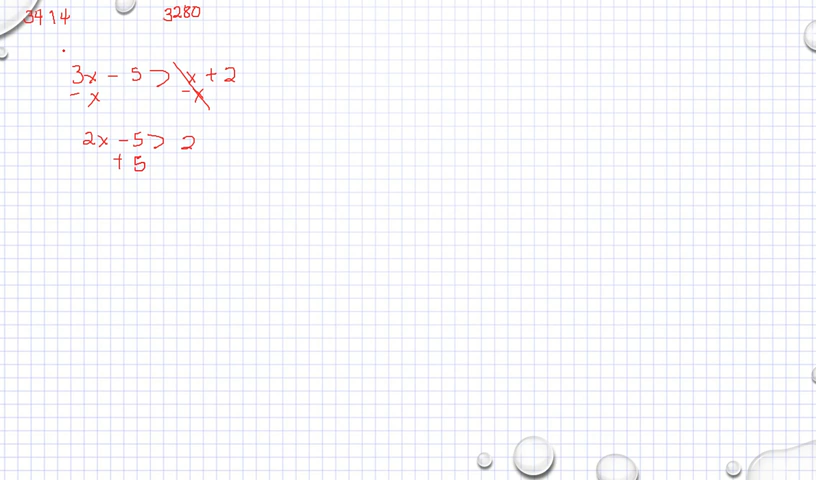 3414 3280
3x - 5 > x + 2
- x - x
2x - 5 > 2
+ 5